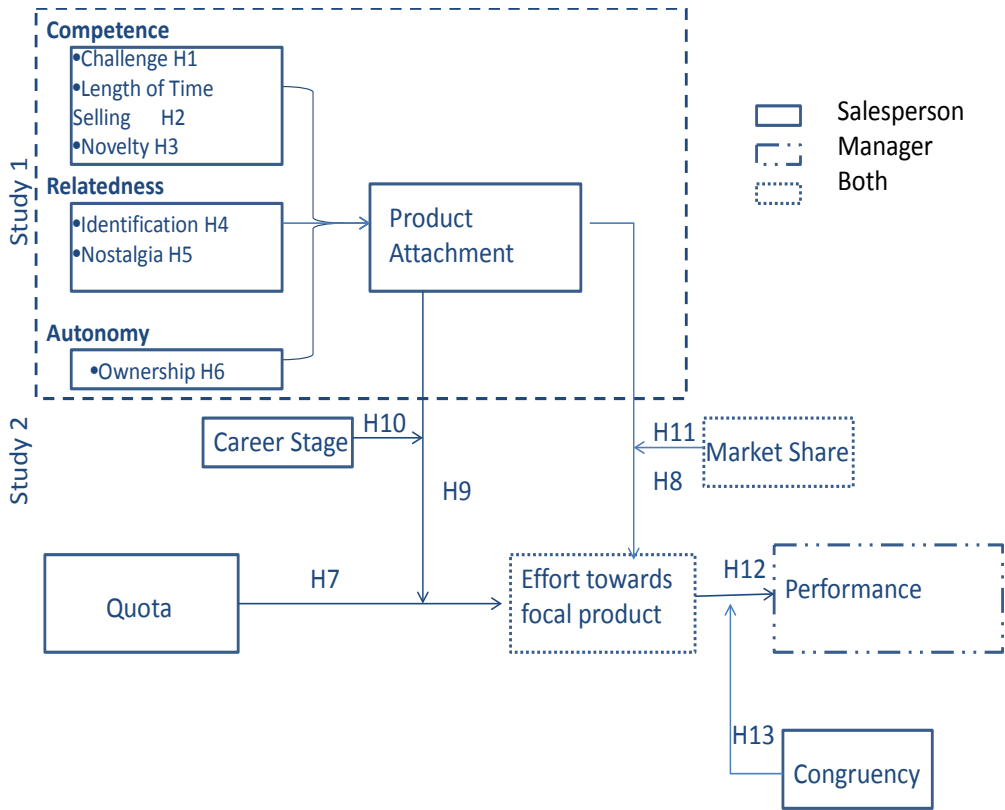 Competence
•Challenge H1
•Length of Time
Selling H2
•Novelty H3
Relatedness
•Identification H4
•Nostalgia H5
Autonomy
•Ownership H6
Study 1
Product
Attachment
Salesperson
Manager
Both
Study 2
Career Stage
H10
H9
H11
H8
Market Share
Quota
H7
Effort towards
focal product
H12
Performance
H13
Congruency